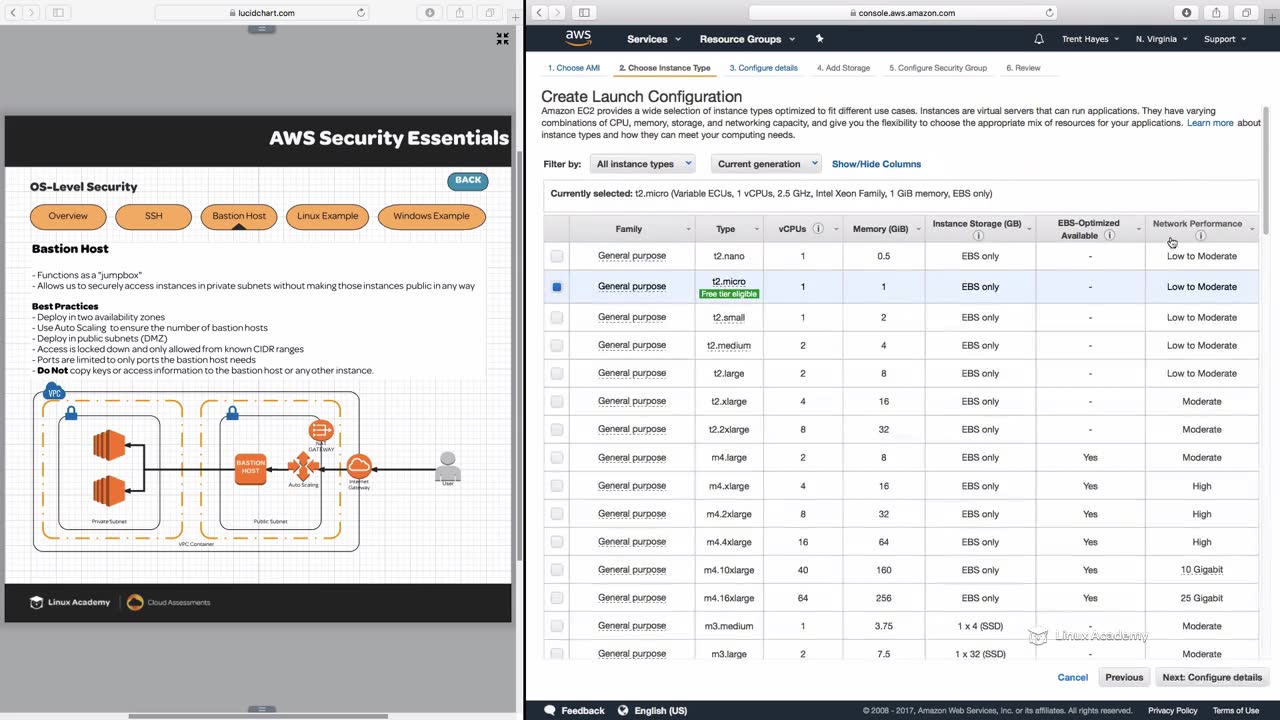 lucidchart.com
AWS Security Essentials
OS-Level Security
BACK
Overview
SSH
Bastion Host
Linux Example
Windows Example
Bastion Host
- Functions as a "jumpbox"
- Allows us to securely access instances in private subnets without making those instances public in any way
Best Practices
- Deploy in two availability zones
- Use Auto Scaling to ensure the number of bastion hosts
- Deploy in public subnets (DMZ)
- Access is locked down and only allowed from known CIDR ranges
- Ports are limited to only ports the bastion host needs
- Do Not copy keys or access information to the bastion host or any other instance.
VPC
NAT
GATEWAY
BASTION
HOST
Auto Scaling
Internet
Gateway
User
Private Subnet
Public Subnet
VPC Container
Linux Academy
Cloud Assessments
console.aws.amazon.com
aws
Services
Resource Groups
Trent Hayes
N. Virginia
Support
1. Choose AMI
2. Choose Instance Type
3. Configure details
4. Add Storage
5. Configure Security Group
6. Review
Create Launch Configuration
Amazon EC2 provides a wide selection of instance types optimized to fit different use cases. Instances are virtual servers that can run applications. They have varying
combinations of CPU, memory, storage, and networking capacity, and give you the flexibility to choose the appropriate mix of resources for your applications. Learn more about
instance types and how they can meet your computing needs.
Filter by: All instance types Current generation Show/Hide Columns
Currently selected: t2.micro (Variable ECUs, 1 vCPUs, 2.5 GHz, Intel Xeon Family, 1 GiB memory, EBS only)
Family Type vCPUs Memory (GiB) Instance Storage (GB) EBS-Optimized Available Network Performance
General purpose t2.nano 1 0.5 EBS only - Low to Moderate
General purpose t2.micro Free tier eligible 1 1 EBS only - Low to Moderate
General purpose t2.small 1 2 EBS only - Low to Moderate
General purpose t2.medium 2 4 EBS only - Low to Moderate
General purpose t2.large 2 8 EBS only - Low to Moderate
General purpose t2.xlarge 4 16 EBS only - Moderate
General purpose t2.2xlarge 8 32 EBS only - Moderate
General purpose m4.large 2 8 EBS only Yes Moderate
General purpose m4.xlarge 4 16 EBS only Yes High
General purpose m4.2xlarge 8 32 EBS only Yes High
General purpose m4.4xlarge 16 64 EBS only Yes High
General purpose m4.10xlarge 40 160 EBS only Yes 10 Gigabit
General purpose m4.16xlarge 64 256 EBS only Yes 25 Gigabit
General purpose m3.medium 1 3.75 1 x 4 (SSD) - Moderate
Linux Academy
General purpose m3.large 2 7.5 1 x 32 (SSD) - Moderate
Cancel
Previous
Next: Configure details
Feedback
English (US)
© 2008 - 2017, Amazon Web Services, Inc. or its affiliates. All rights reserved.
Privacy Policy
Terms of Use